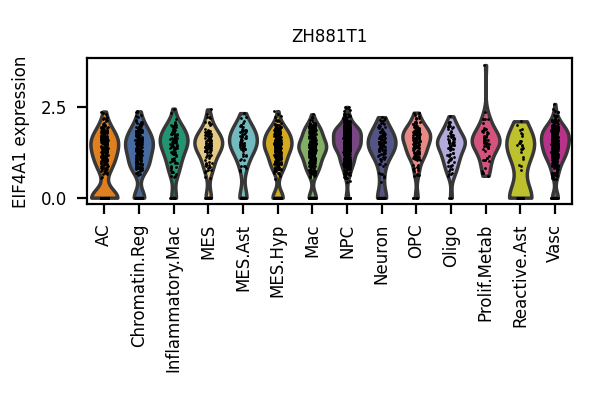 ZH881T1
EIF4A1 expression
2.5
0.0
AC
Chromatin.Reg
Inflammatory.Mac
MES
MES.Ast
MES.Hyp
Mac
NPC
Neuron
OPC
Oligo
Prolif.Metab
Reactive.Ast
Vasc